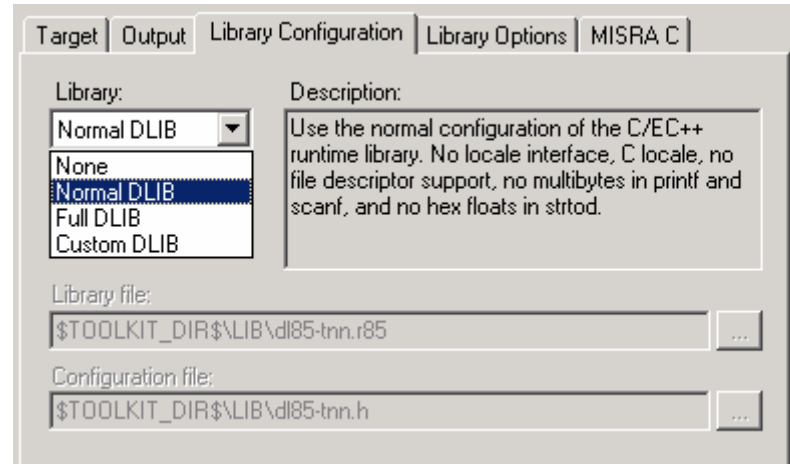 Target Output Library Configuration Library Options MISRA C
Library:
Normal DLIB
None
Normal DLIB
Full DLIB
Custom DLIB
Description:
Use the normal configuration of the C/EC++
runtime library. No locale interface, C locale, no
file descriptor support, no multibytes in printf and
scanf, and no hex floats in strtod.
Library file:
$TOOLKIT_DIR$\LIB\dl85-tnn.r85
...
Configuration file:
$TOOLKIT_DIR$\LIB\dl85-tnn.h
...